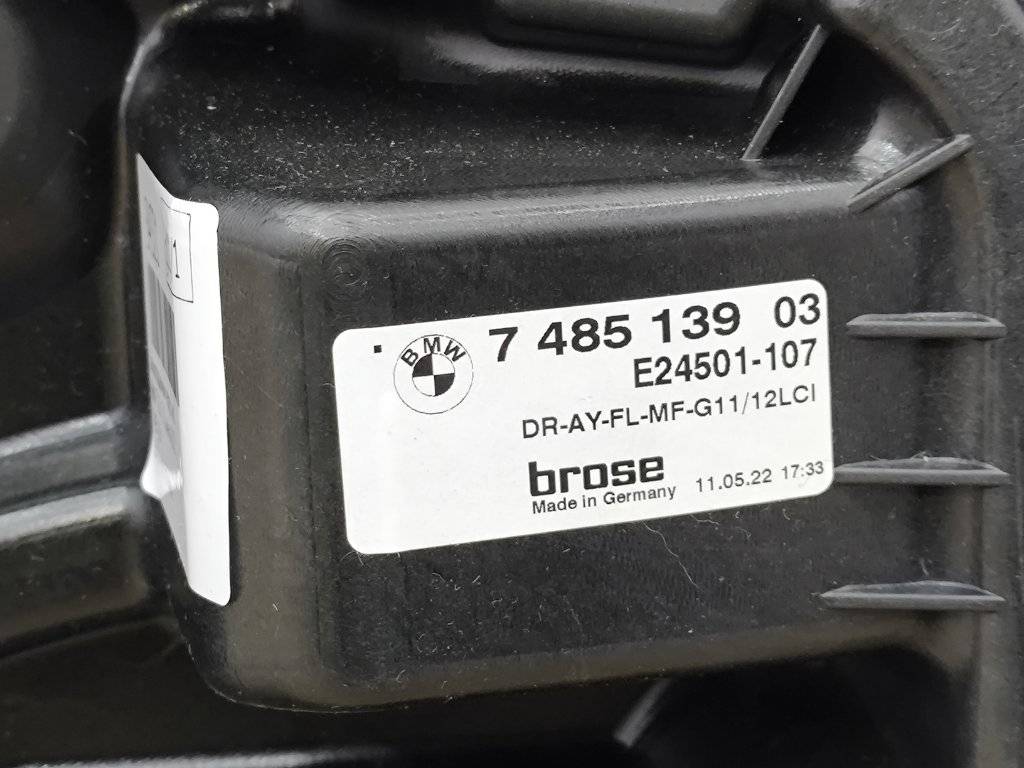 BMW
7 485 139 03
E24501-107
DR-AY-FL-MF-G11/12LCI
brose
Made in Germany 11.05.22 17:33